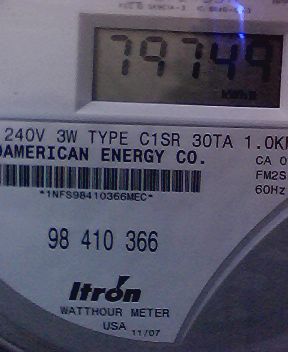 79749
240V 3W TYPE C1SR 30TA 1.0K
AMERICAN ENERGY CO.
CA 0
FM2S
*1NFS98410366MEC*
60Hz
98 410 366
Itron
WATTHOUR METER
USA 11/07